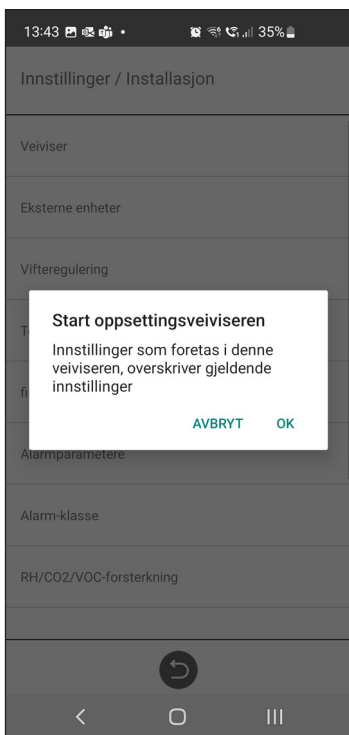 13:43 35%
Innstillinger / Installasjon
Veiviser
Eksterne enheter
Vifteregulering
Start oppsettingsveiviseren
Innstillinger som foretas i denne
veiviseren, overskriver gjeldende
innstillinger
AVBRYT OK
Alarmparametere
Alarm-klasse
RH/CO2/VOC-forsterkning